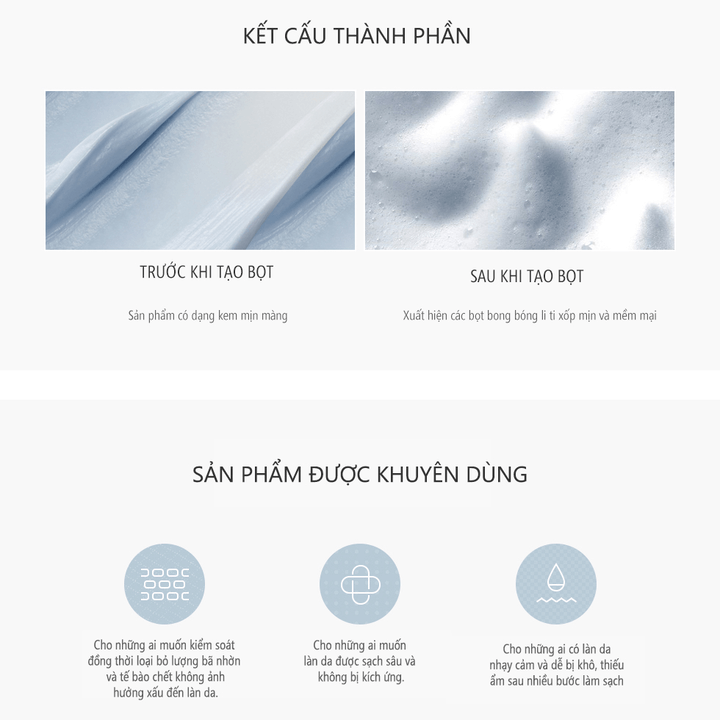 KẾT CẤU THÀNH PHẦN
TRƯỚC KHI TẠO BỌT
SAU KHI TẠO BỌT
Sản phẩm có dạng kem mịn màng
Xuất hiện các bọt bong bóng li ti xốp mịn và mềm mại
SẢN PHẨM ĐƯỢC KHUYÊN DÙNG
Cho những ai muốn kiểm soát
đồng thời loại bỏ lượng bã nhờn
và tế bào chết không ảnh
hưởng xấu đến làn da.
Cho những ai muốn
làn da được sạch sâu và
không bị kích ứng.
Cho những ai có làn da
nhạy cảm và dễ bị khô, thiếu
ẩm sau nhiều bước làm sạch